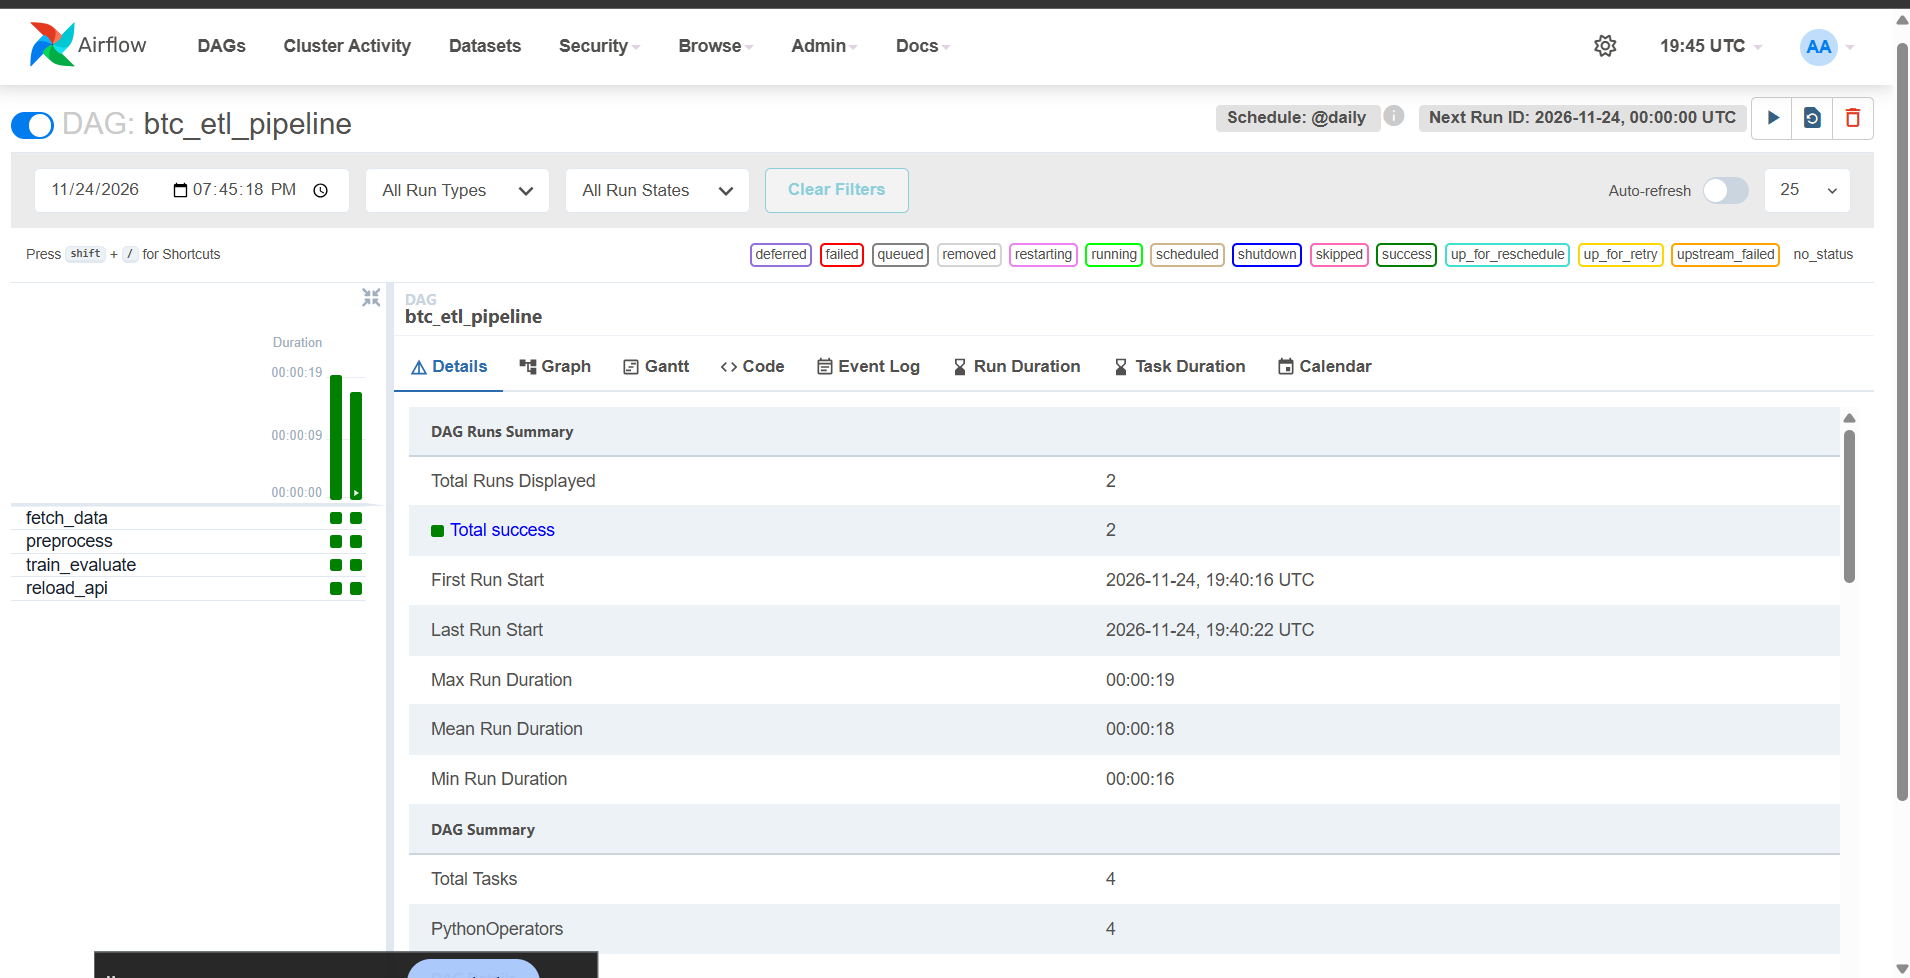 Airflow
DAGs Cluster Activity Datasets Security Browse Admin Docs 19:45 UTC AA
DAG: btc_etl_pipeline Schedule: @daily i Next Run ID: 2026-11-24, 00:00:00 UTC
11/24/2026 07:45:18 PM All Run Types All Run States Clear Filters Auto-refresh 25
Press shift + / for Shortcuts deferred failed queued removed restarting running scheduled shutdown skipped success up_for_reschedule up_for_retry upstream_failed no_status
Duration
00:00:19
00:00:09
00:00:00
fetch_data
preprocess
train_evaluate
reload_api
DAG
btc_etl_pipeline
Details Graph Gantt <> Code Event Log Run Duration Task Duration Calendar
DAG Runs Summary
Total Runs Displayed 2
Total success 2
First Run Start 2026-11-24, 19:40:16 UTC
Last Run Start 2026-11-24, 19:40:22 UTC
Max Run Duration 00:00:19
Mean Run Duration 00:00:18
Min Run Duration 00:00:16
DAG Summary
Total Tasks 4
PythonOperators 4